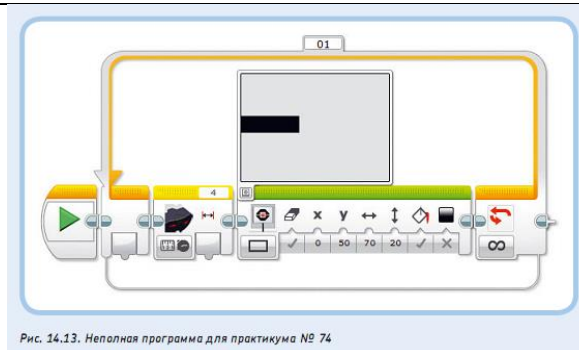 01
4
x y
0 50 70 20
∞
Рис. 14.13. Неполная программа для практикума № 74